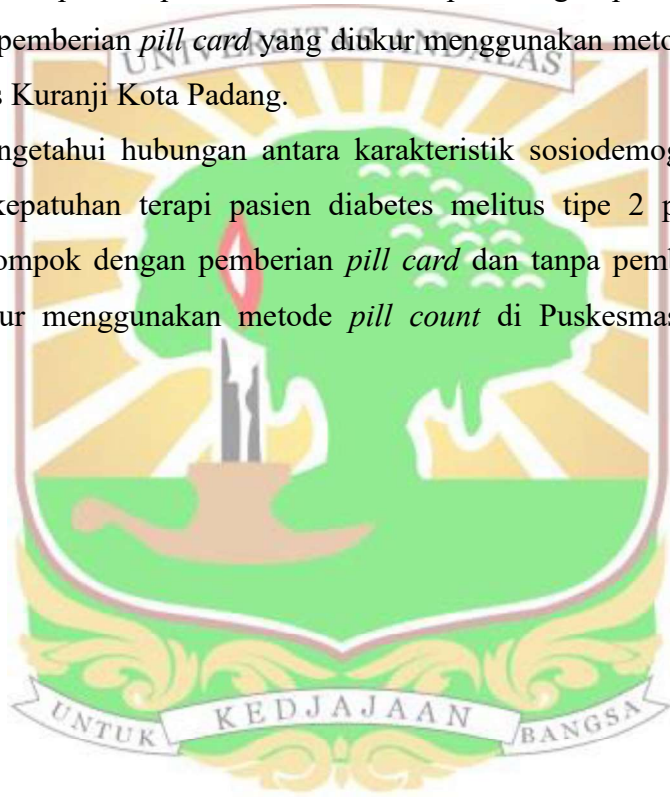 pemberian pill card yang diukur menggunakan meto
s Kuranji Kota Padang.
ngetahui hubungan antara karakteristik sosiodemog
kepatuhan terapi pasien diabetes melitus tipe 2 p
ompok dengan pemberian pill card dan tanpa pemb
ur menggunakan metode pill count di Puskesmas
UNIVERSITAS ANDALAS
UNTUK KEDJAJAAN BANGSA